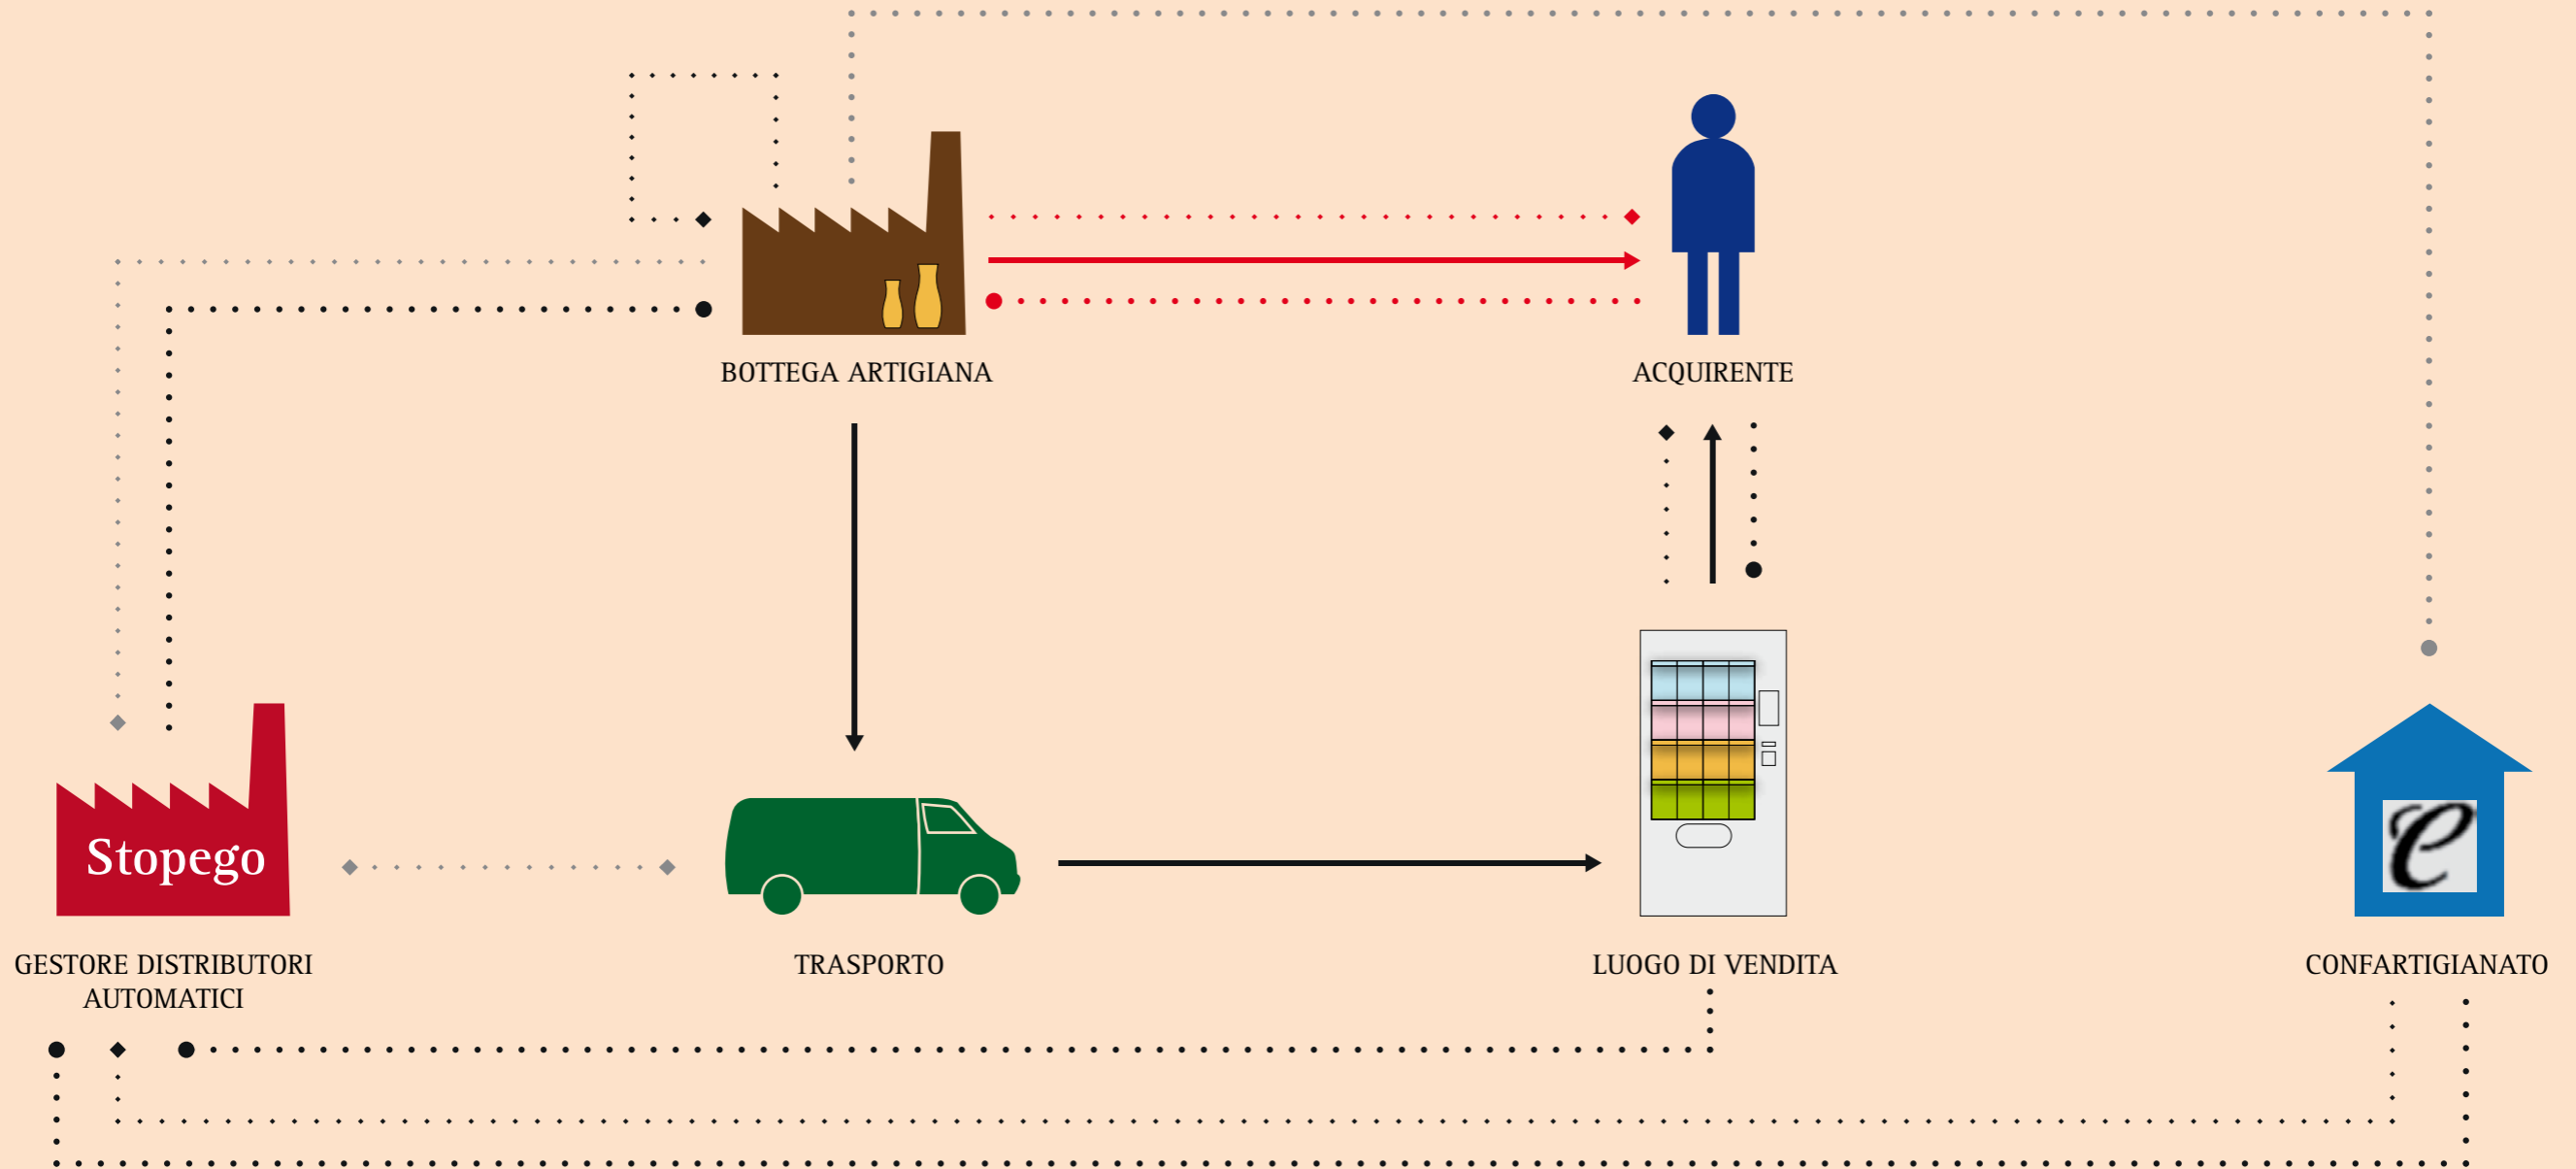 BOTTEGA ARTIGIANA
ACQUIRENTE
Stopego
GESTORE DISTRIBUTORI
AUTOMATICI
TRASPORTO
LUOGO DI VENDITA
C
CONFARTIGIANATO